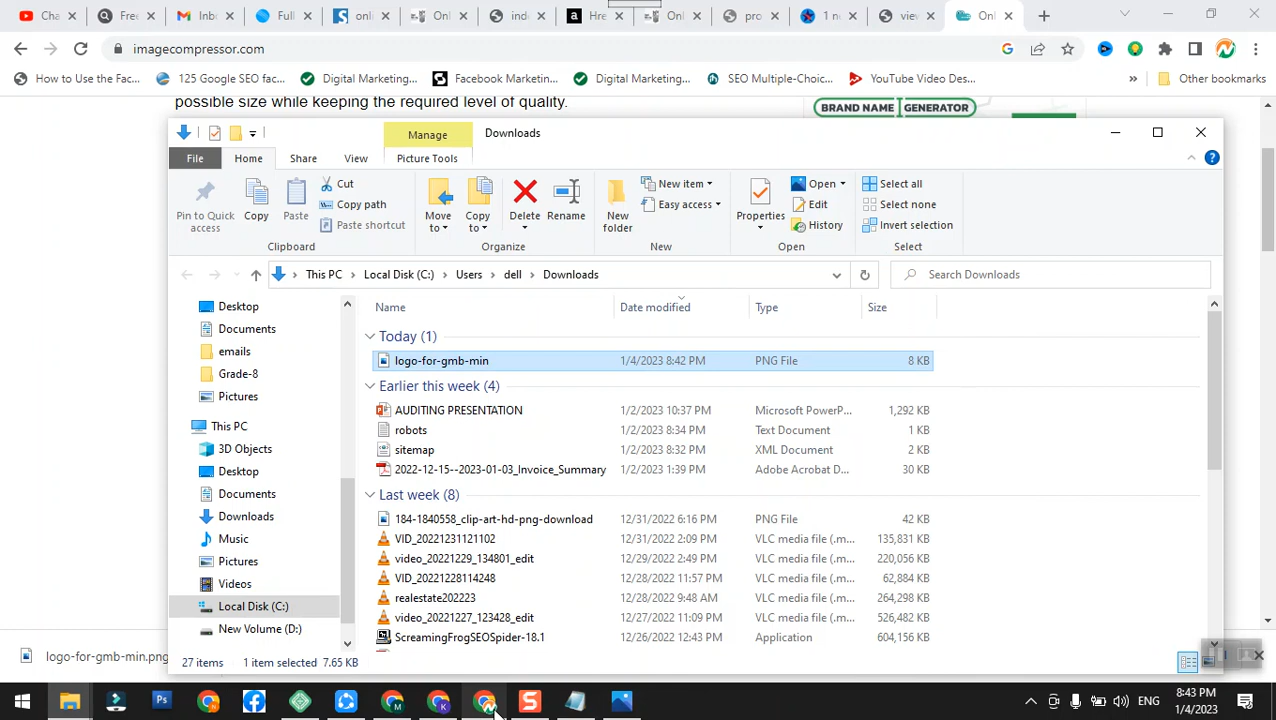 Cha
Fre
Inb
Full
onli
Onl
ind
Hre
Onl
pro
1 n
view
Onl
imagecompressor.com
How to Use the Fac...
125 Google SEO fac...
Digital Marketing...
Facebook Marketin...
Digital Marketing...
SEO Multiple-Choic...
YouTube Video Des...
»
Other bookmarks
possible size while keeping the required level of quality.
BRAND NAME GENERATOR
Manage
Downloads
File
Home
Share
View
Picture Tools
Pin to Quick access
Copy
Paste
Cut
Copy path
Paste shortcut
Clipboard
Move to
Copy to
Delete
Rename
Organize
New folder
New item
Easy access
New
Properties
Open
Edit
History
Open
Select all
Select none
Invert selection
Select
This PC > Local Disk (C:) > Users > dell > Downloads
Search Downloads
Desktop
Documents
emails
Grade-8
Pictures
This PC
3D Objects
Desktop
Documents
Downloads
Music
Pictures
Videos
Local Disk (C:)
New Volume (D:)
Name Date modified Type Size
Today (1)
logo-for-gmb-min 1/4/2023 8:42 PM PNG File 8 KB
Earlier this week (4)
AUDITING PRESENTATION 1/2/2023 10:37 PM Microsoft PowerP... 1,292 KB
robots 1/2/2023 8:34 PM Text Document 1 KB
sitemap 1/2/2023 8:32 PM XML Document 2 KB
2022-12-15--2023-01-03_Invoice_Summary 1/2/2023 1:39 PM Adobe Acrobat D... 30 KB
Last week (8)
184-1840558_clip-art-hd-png-download 12/31/2022 6:16 PM PNG File 42 KB
VID_20221231121102 12/31/2022 2:09 PM VLC media file (.m... 135,831 KB
video_20221229_134801_edit 12/29/2022 2:49 PM VLC media file (.m... 220,056 KB
VID_20221228114248 12/28/2022 11:57 PM VLC media file (.m... 62,884 KB
realestate202223 12/28/2022 9:48 AM VLC media file (.m... 264,298 KB
video_20221227_123428_edit 12/27/2022 11:09 PM VLC media file (.m... 526,482 KB
ScreamingFrogSEOSpider-18.1 12/26/2022 12:43 PM Application 604,156 KB
27 items 1 item selected 7.65 KB
logo-for-gmb-min.png
Ps
ENG
8:43 PM
1/4/2023